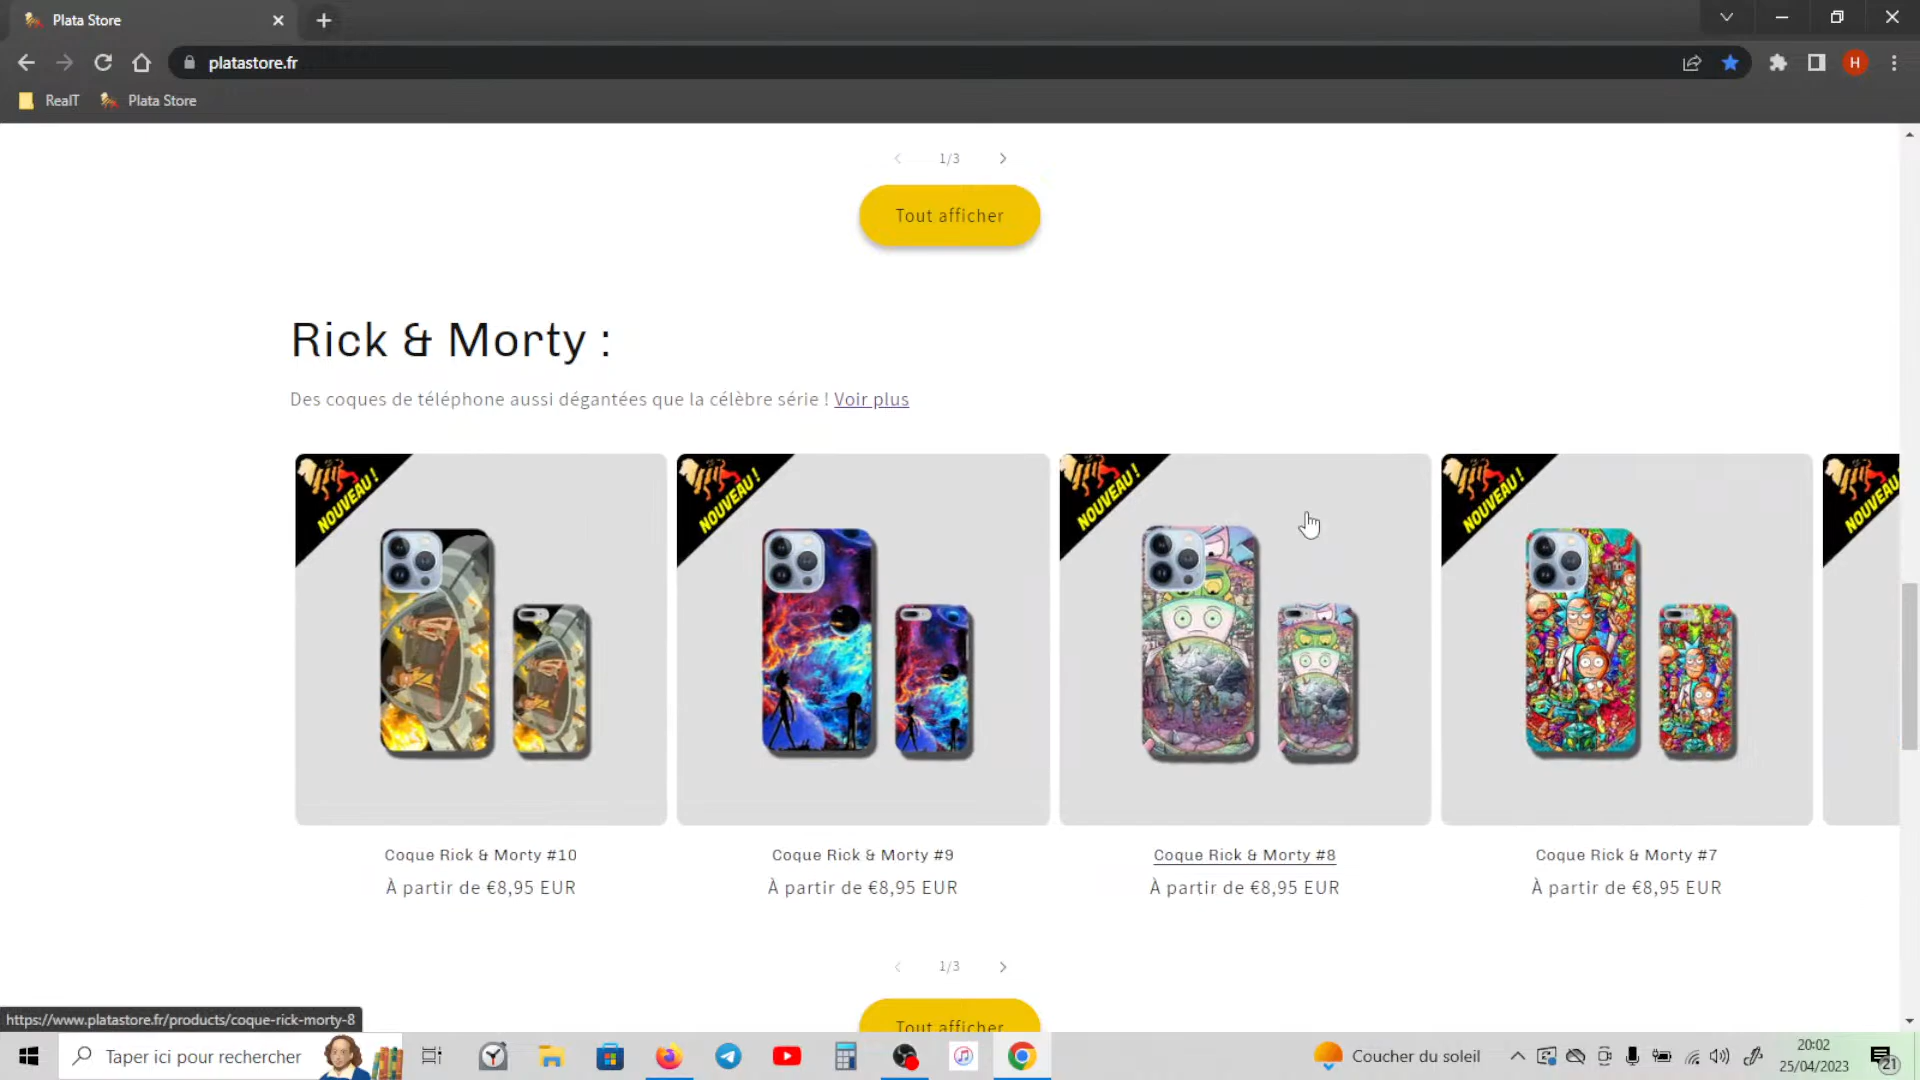 Plata Store
platastore.fr
H
RealT
Plata Store
1/3
Tout afficher
Rick & Morty :
Des coques de téléphone aussi dégantées que la célèbre série ! Voir plus
NOUVEAU !
NOUVEAU !
NOUVEAU !
NOUVEAU !
NOUVEAU
Coque Rick & Morty #10
Coque Rick & Morty #9
Coque Rick & Morty #8
Coque Rick & Morty #7
À partir de €8,95 EUR
À partir de €8,95 EUR
À partir de €8,95 EUR
À partir de €8,95 EUR
1/3
Tout afficher
https://www.platastore.fr/products/coque-rick-morty-8
Taper ici pour rechercher
Coucher du soleil
20:02
25/04/2023
21